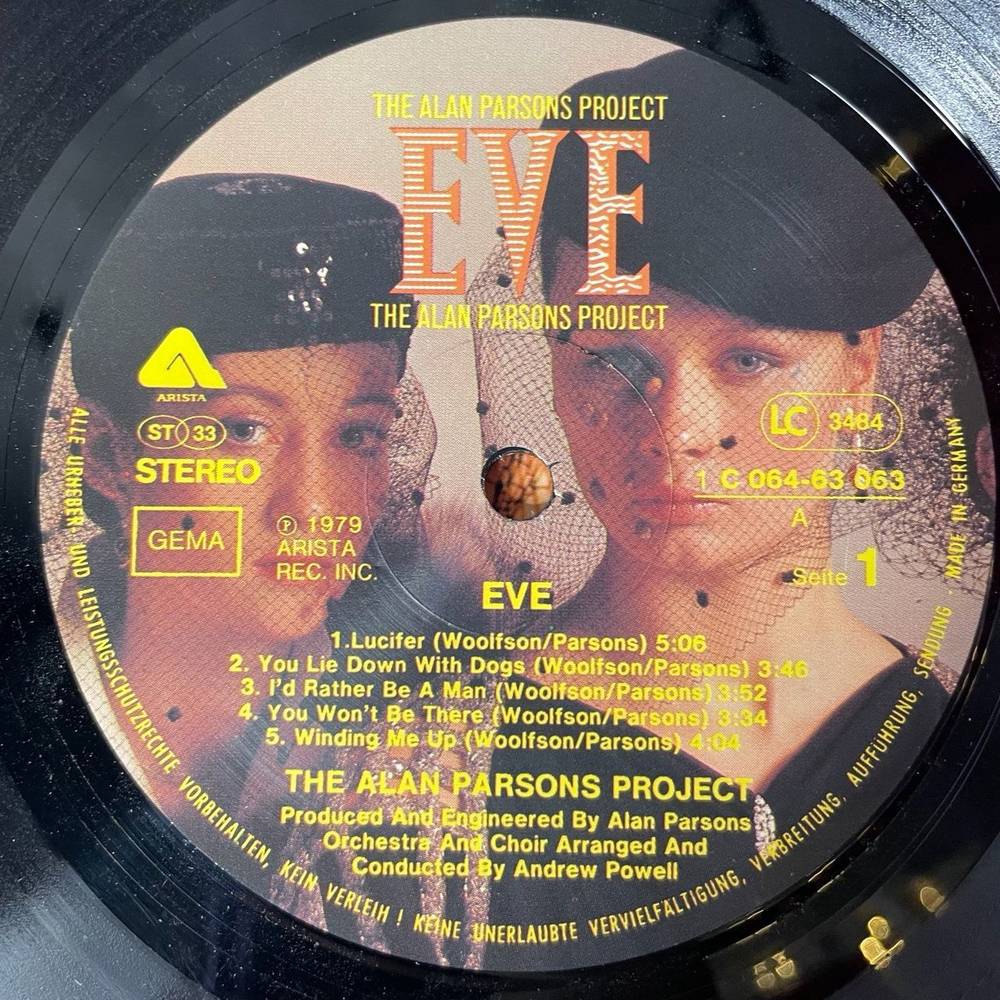 THE ALAN PARSONS PROJECT
EVE
THE ALAN PARSONS PROJECT
ARISTA
ST 33
STEREO
GEMA
℗ 1979
ARISTA
REC. INC.
LC 3484
1 C 064-63 063
A
Seite 1
EVE
1.Lucifer (Woolfson/Parsons) 5:06
2. You Lie Down With Dogs (Woolfson/Parsons) 3:46
3. I'd Rather Be A Man (Woolfson/Parsons) 3:52
4. You Won't Be There (Woolfson/Parsons) 3:34
5. Winding Me Up (Woolfson/Parsons) 4:04
THE ALAN PARSONS PROJECT
Produced And Engineered By Alan Parsons
Orchestra And Choir Arranged And
Conducted By Andrew Powell
ALLE URHEBER- UND LEISTUNGSSCHUTZRECHTE VORBEHALTEN, KEIN VERLEIH ! KEINE UNERLAUBTE VERVIELFÄLTIGUNG, VERBREITUNG, AUFFÜHRUNG, SENDUNG · MADE IN GERMANY